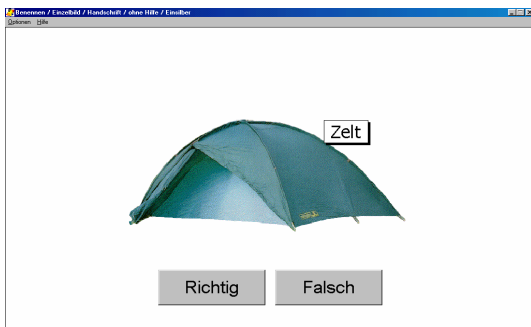 Benennen / Einzelbild / Handschrift / ohne Hilfe / Einsilber
Optionen Hilfe
Zelt
Richtig Falsch